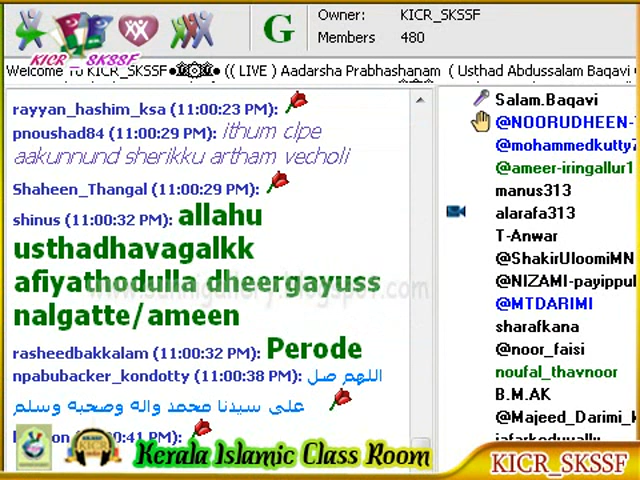 Owner: KICR_SKSSF
Members 480
KICR_SKSSF
Welcome To KICR_SKSSF (( LIVE ) Aadarsha Prabhashanam ( Usthad Abdussalam Baqavi
rayyan_hashim_ksa (11:00:23 PM):
pnoushad84 (11:00:29 PM): ithum clpe
aakunnund sherikku artham vecholi
Shaheen_Thangal (11:00:29 PM):
shinus (11:00:32 PM): allahu
usthadhavagalkk
afiyathodulla dheergayuss
nalgatte/ameen
rasheedbakkalam (11:00:32 PM): Perode
npabubacker_kondotty (11:00:38 PM): اللهم صل
على سيدنا محمد واله وصحبه وسلم
:41 PM):
Salam.Baqavi
@NOORUDHEEN-
@mohammedkutty7
@ameer-iringallur1
manus313
alarafa313
T-Anwar
@ShakirUloomiMN
@NIZAMI-payippul
@MTDARIMI
sharafkana
@noor_faisi
noufal_thavnoor
B.M.AK
@Majeed_Darimi_k
Kerala Islamic Class Room
KICR_SKSSF